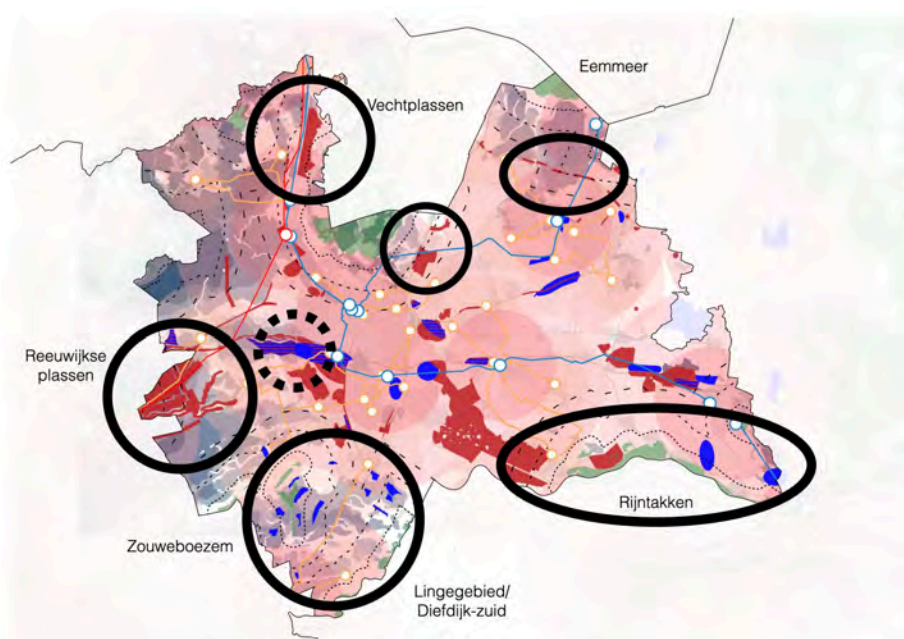 Eemmeer
Vechtplassen
Reeuwijkse
plassen
Rijntakken
Zouweboezem
Lingegebied/
Diefdijk-zuid